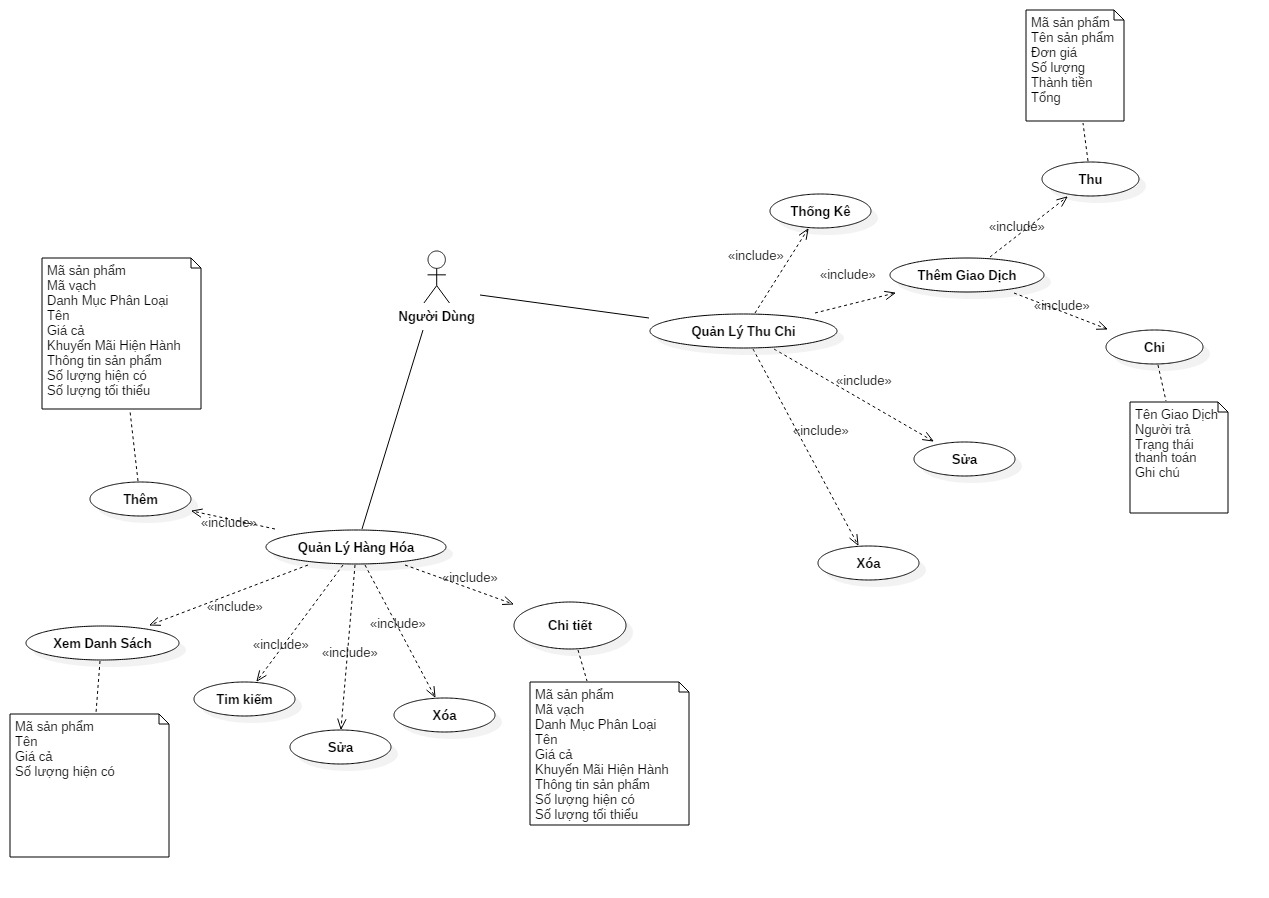 Mã sản phẩm
Tên sản phẩm
Đơn giá
Số lượng
Thành tiền
Tổng
Thu
«include»
Thống Kê
«include»
«include»
Thêm Giao Dịch
«include»
Người Dùng
Quản Lý Thu Chi
Chi
Tên Giao Dịch
Người trả
Trạng thái
thanh toán
Ghi chú
«include»
«include»
Sửa
Xóa
Mã sản phẩm
Mã vạch
Danh Mục Phân Loại
Tên
Giá cả
Khuyến Mãi Hiện Hành
Thông tin sản phẩm
Số lượng hiện có
Số lượng tối thiểu
Thêm
«include»
Quản Lý Hàng Hóa
«include»
«include»
«include»
«include»
«include»
Xem Danh Sách
Tìm kiếm
Sửa
Xóa
Chi tiết
Mã sản phẩm
Tên
Giá cả
Số lượng hiện có
Mã sản phẩm
Mã vạch
Danh Mục Phân Loại
Tên
Giá cả
Khuyến Mãi Hiện Hành
Thông tin sản phẩm
Số lượng hiện có
Số lượng tối thiểu